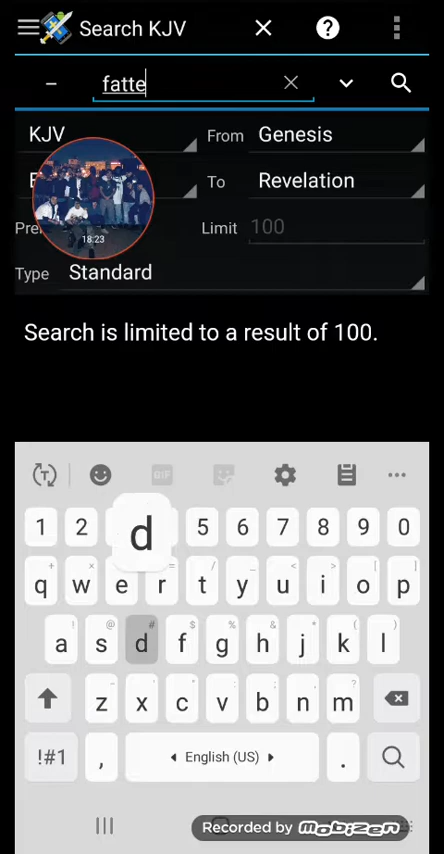 Search KJV
fatte
KJV From Genesis
To Revelation
18:23
Limit 100
Type Standard
Search is limited to a result of 100.
GIF
1 2 d 5 6 7 8 9 0
q w e r t y u i o p
a s d f g h j k l
z x c v b n m
!#1 , English (US) .
Recorded by mobizen